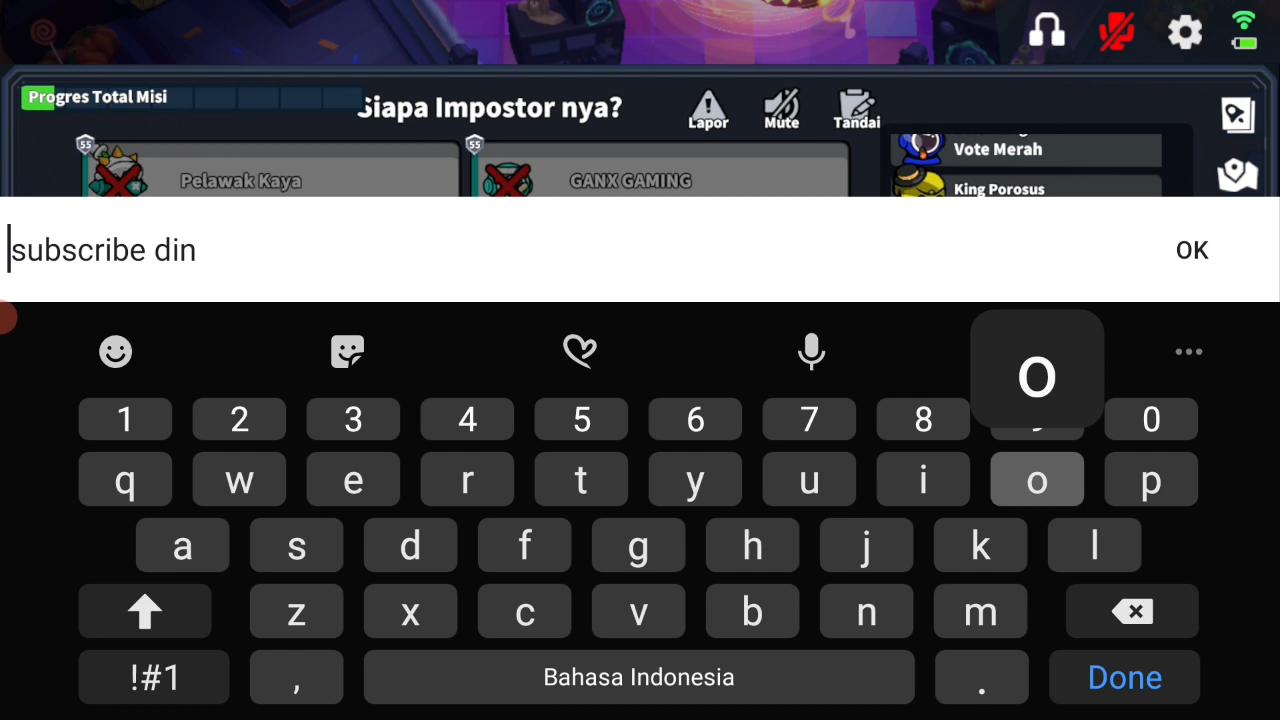 Progres Total Misi
Siapa Impostor nya?
Lapor
Mute
Tandai
55
Pelawak Kaya
55
GANX GAMING
Vote Merah
King Porosus
subscribe din
OK
o
1 2 3 4 5 6 7 8 0
q w e r t y u i o p
a s d f g h j k l
z x c v b n m
!#1 , Bahasa Indonesia . Done